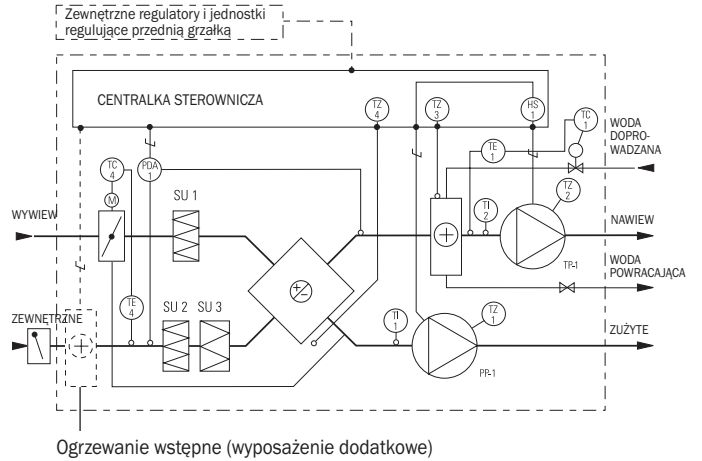 Zewnętrzne regulatory i jednostki
regulujące przednią grzałką
CENTRALKA STEROWNICZA
TZ
4
TZ
3
HS
1
TC
1
WODA
DOPRO-
WADZANA
TE
1
TC
4
PDA
1
M
SU 1
TI
2
TZ
2
WYWIEW
NAWIEW
TP-1
WODA
POWRACAJĄCA
TE
4
SU 2
SU 3
ZEWNĘTRZNE
TI
1
TZ
1
ZUŻYTE
PP-1
Ogrzewanie wstępne (wyposażenie dodatkowe)